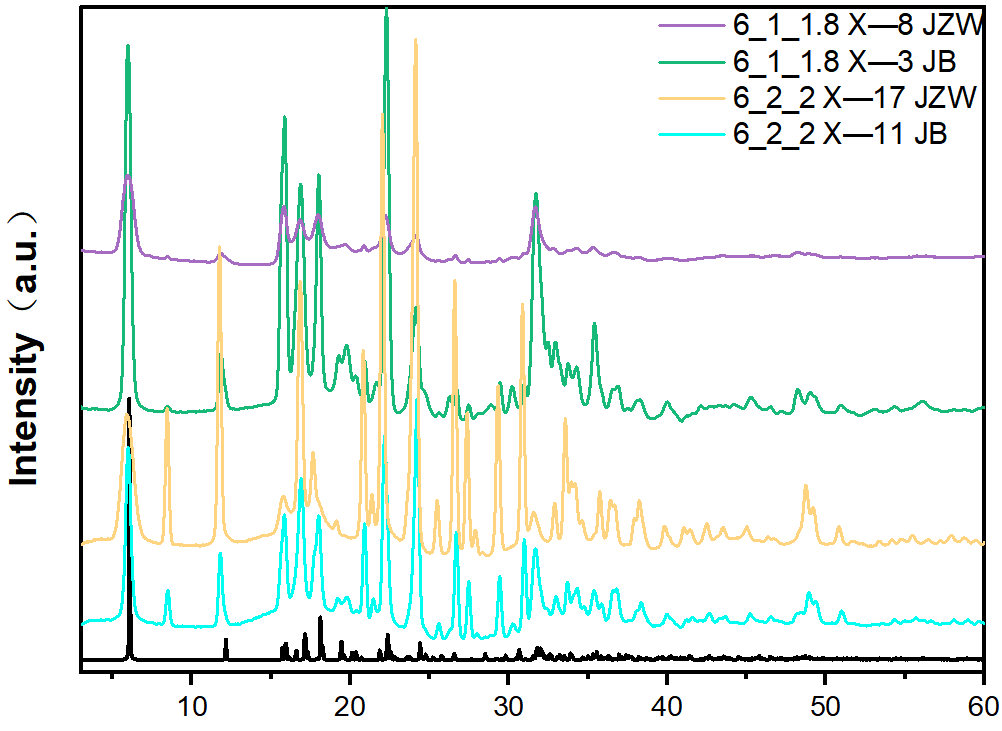 6_1_1.8 X—8 JZW
6_1_1.8 X—3 JB
6_2_2 X—17 JZW
6_2_2 X—11 JB
Intensity（a.u.）
10 20 30 40 50 60